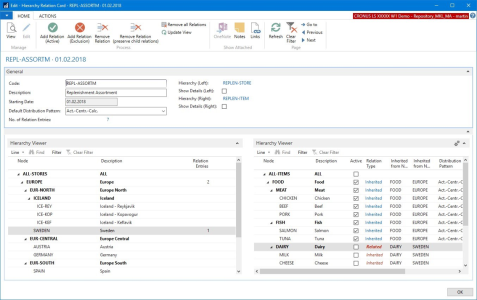 Edit - Hierarchy Relation Card - REPL-ASSORTM · 01.02.2018
HOME ACTIONS
View Edit
Add Relation (Active)
Add Relation (Exclusion)
Remove Relation
Remove Relation (preserve child relations)
Remove all Relations
Update View
OneNote Notes Links
Refresh Clear Filter
Go to
Previous
Next
Manage Process Show Attached Page
REPL-ASSORTM · 01.02.2018
General
Code: REPL-ASSORTM
Description: Replenishment Assortment
Starting Date: 01.02.2018
Default Distribution Pattern: Act.-Cents-Calc.
No. of Relation Entries: 7
Hierarchy (Left): REPLEN-STORE
Show Details (Left):
Hierarchy (Right): REPLEN-ITEM
Show Details (Right):
Hierarchy Viewer
Line Find Filter Clear Filter
Node Description Relation Entries
ALL-STORES ALL
EUROPE Europe 2
EUR-NORTH Europe North
ICELAND Iceland
ICE-REY Iceland - Reykjavik
ICE-KOP Iceland - Kopavogur
ICE-KEF Iceland - Keflavik
SWEDEN Sweden 1
EUR-CENTRAL Europe Central
AUSTRIA Austria
GERMANY Germany
EUR-SOUTH Europe South
SPAIN Spain
Hierarchy Viewer
Line Find Filter Clear Filter
Node Description Active Relation Type Inherited from N... Inherited from N... Distribution Pattern
ALL-ITEMS ALL
FOOD Food Inherited FOOD EUROPE Act.-Cents-C
MEAT Meat Inherited FOOD EUROPE Act.-Cents-C
CHICKEN Chicken Inherited FOOD EUROPE Act.-Cents-C
BEEF Beef Inherited FOOD EUROPE Act.-Cents-C
PORK Pork Inherited FOOD EUROPE Act.-Cents-C
FISH Fish Inherited FOOD EUROPE Act.-Cents-C
SALMON Salmon Inherited FOOD EUROPE Act.-Cents-C
TUNA Tuna Inherited FOOD EUROPE Act.-Cents-C
DAIRY Dairy Related DAIRY SWEDEN Act.-Cents-C
MILK Milk Inherited DAIRY SWEDEN Act.-Cents-C
CHEESE Cheese Inherited DAIRY SWEDEN Act.-Cents-C
OK